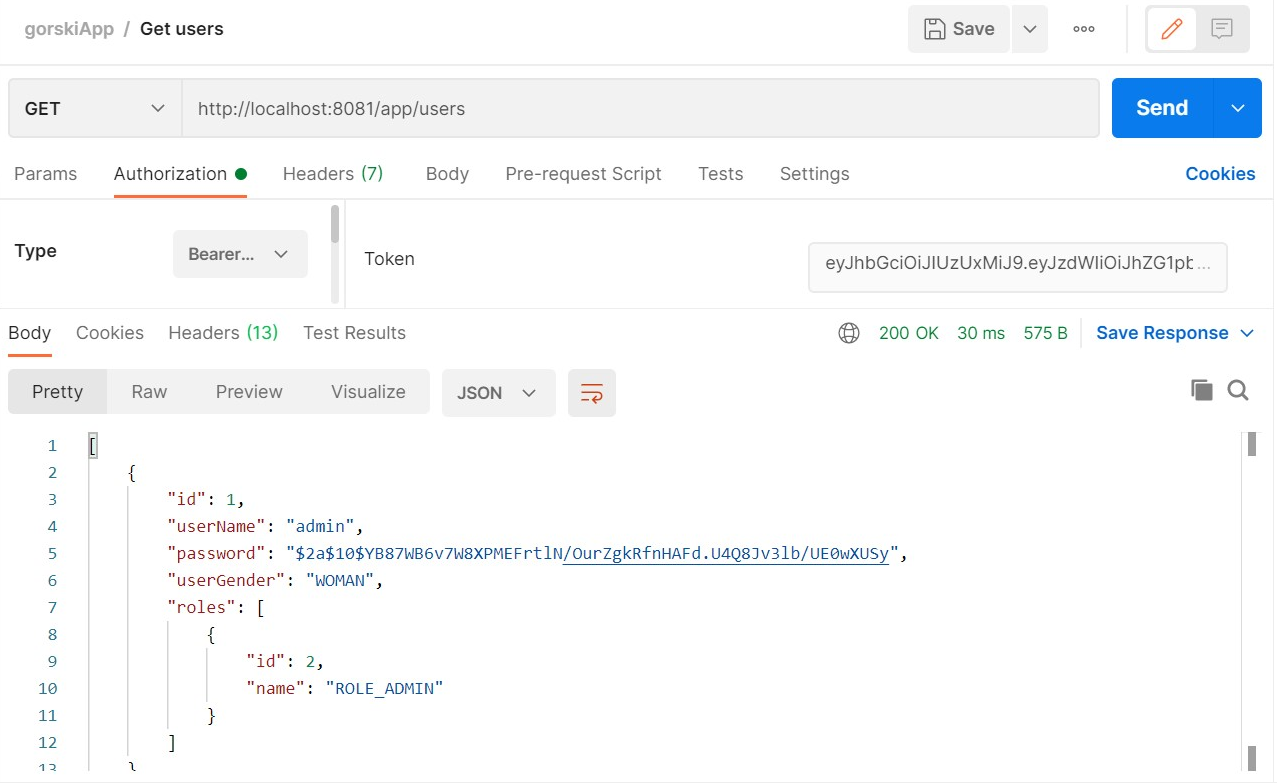 gorskiApp / Get users
Save
GET
http://localhost:8081/app/users
Send
Params Authorization Headers (7) Body Pre-request Script Tests Settings Cookies
Type
Bearer...
Token
eyJhbGciOiJIUzUxMiJ9.eyJzdWIiOiJhZG1pb...
Body Cookies Headers (13) Test Results
200 OK 30 ms 575 B Save Response
Pretty Raw Preview Visualize JSON
1 [
2 {
3 "id": 1,
4 "userName": "admin",
5 "password": "$2a$10$YB87WB6v7W8XPMEFrtlN/OurZgkRfnHAFd.U4Q8Jv3lb/UE0wXUSy",
6 "userGender": "WOMAN",
7 "roles": [
8 {
9 "id": 2,
10 "name": "ROLE_ADMIN"
11 }
12 ]
13 }